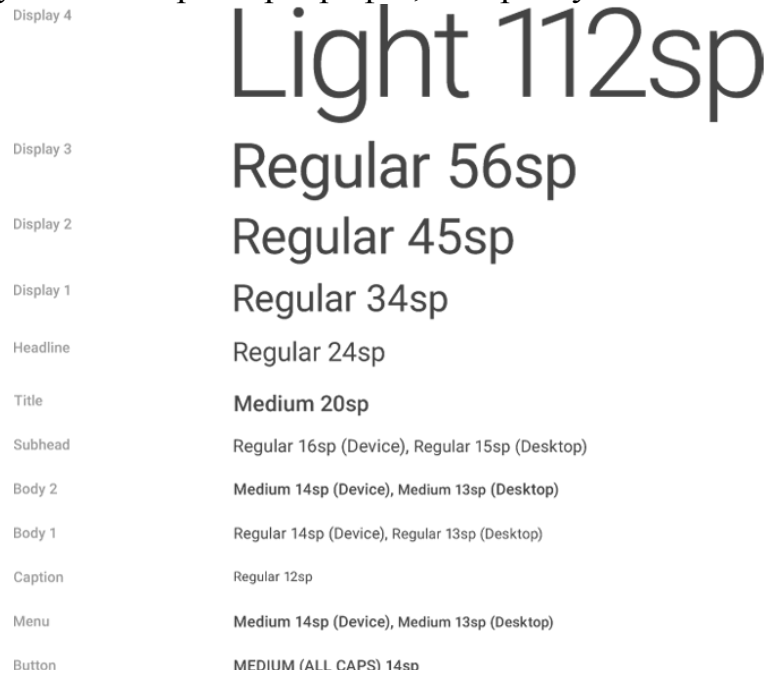 Display 4 Light 112sp
Display 3 Regular 56sp
Display 2 Regular 45sp
Display 1 Regular 34sp
Headline Regular 24sp
Title Medium 20sp
Subhead Regular 16sp (Device), Regular 15sp (Desktop)
Body 2 Medium 14sp (Device), Medium 13sp (Desktop)
Body 1 Regular 14sp (Device), Regular 13sp (Desktop)
Caption Regular 12sp
Menu Medium 14sp (Device), Medium 13sp (Desktop)
Button MEDIUM (ALL CAPS) 14sp